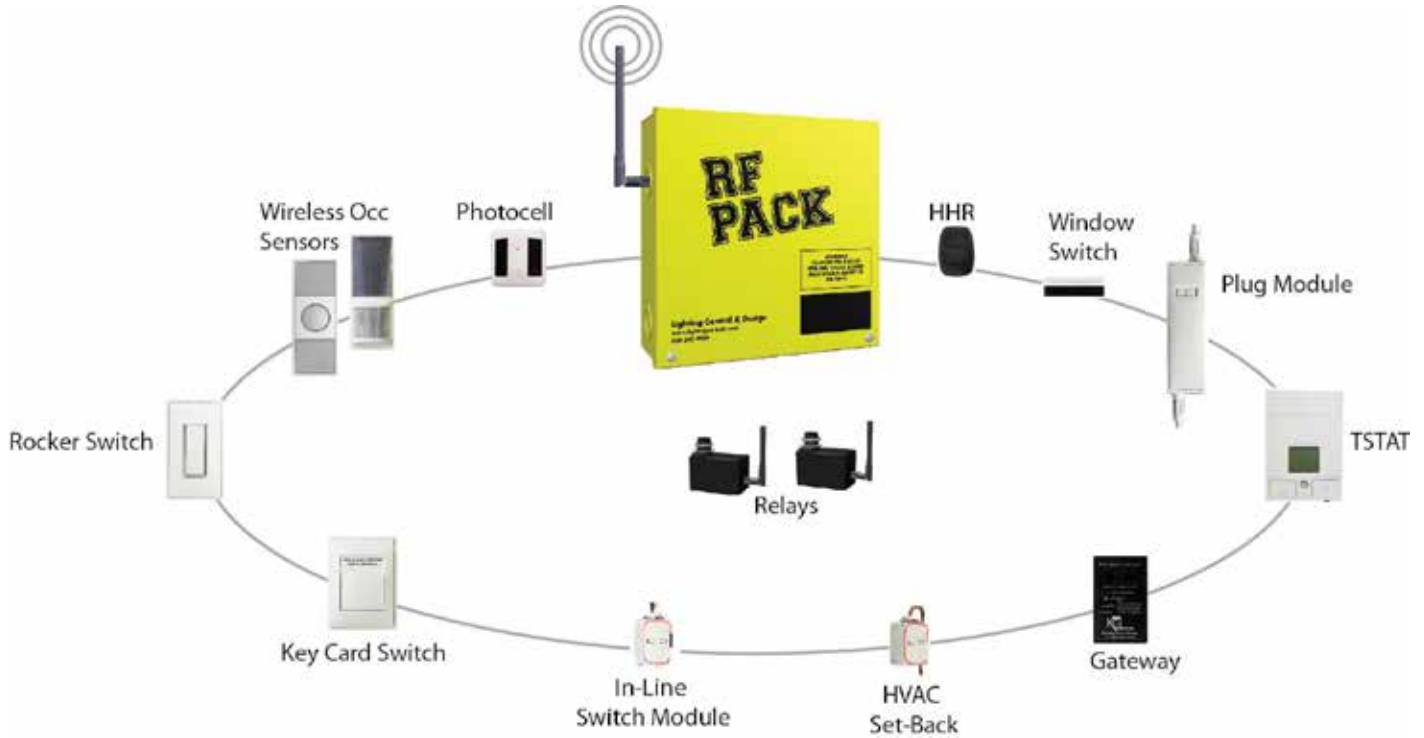 RF
PACK
Wireless Occ
Sensors
Photocell
HHR
Window
Switch
Plug Module
Lighting Control & Design
Rocker Switch
TSTAT
Relays
Key Card Switch
In-Line
Switch Module
HVAC
Set-Back
Gateway